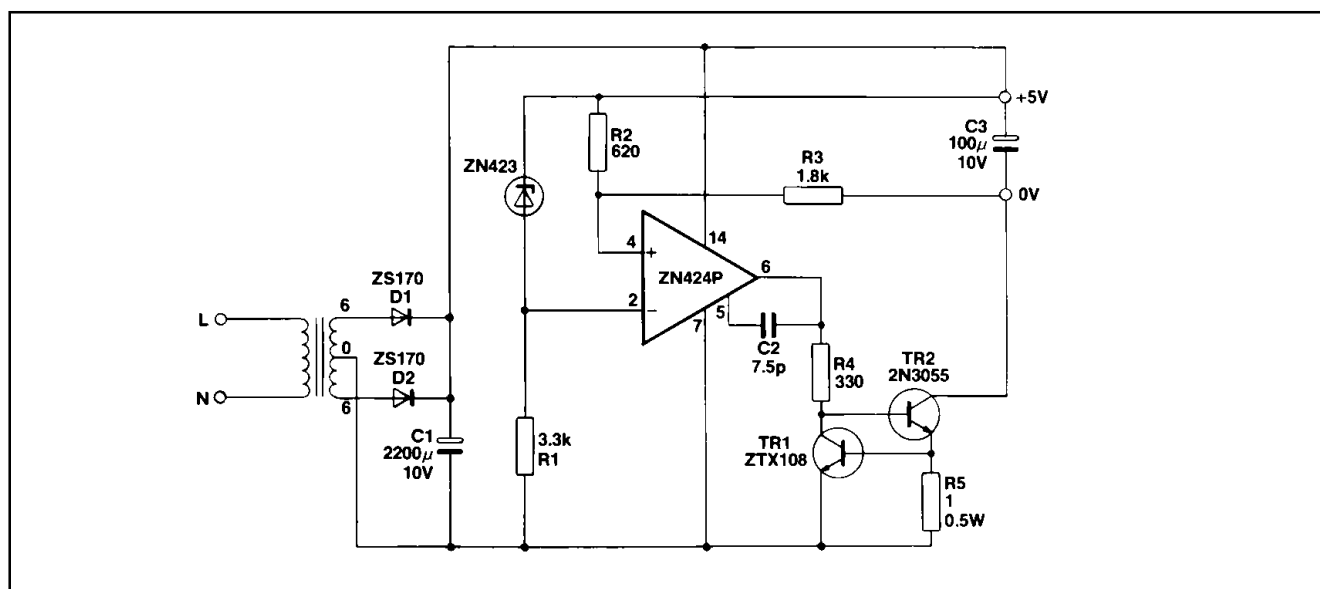 +5V
C3
100μ
10V
R2
620
ZN423
R3
1.8k
0V
4
+
14
ZN424P
6
2
−
7
5
C2
7.5p
ZS170
D1
6
L
0
ZS170
D2
N
6
R4
330
TR2
2N3055
C1
2200μ
10V
3.3k
R1
TR1
ZTX108
R5
1
0.5W